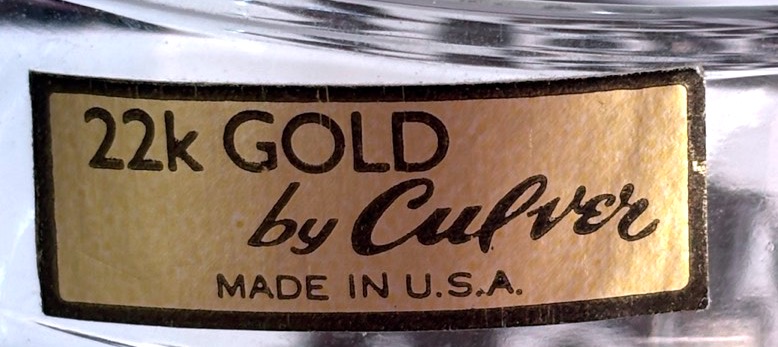 22k GOLD
by Culver
MADE IN U.S.A.